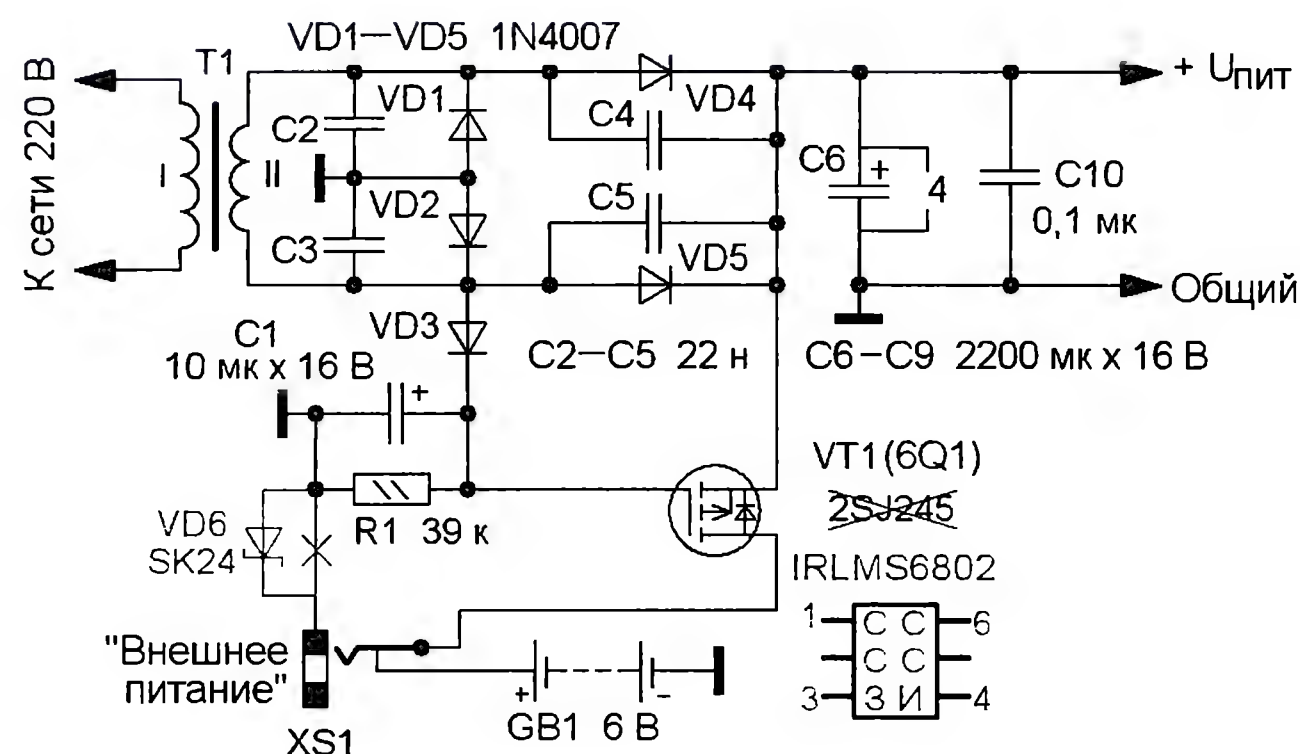 VD1–VD5 1N4007
К сети 220 В
T1
I
II
C2
VD1
VD2
C3
C4
VD4
C5
VD5
C6
+
4
C10
0,1 мк
+ Uпит
Общий
C1
10 мк x 16 В
+
VD3
C2–C5 22 н
C6–C9 2200 мк x 16 В
VD6
SK24
R1 39 к
VT1(6Q1)
2SJ245
IRLMS6802
1
С С
6
С С
3
З И
4
"Внешнее
питание"
XS1
+
–
GB1 6 В